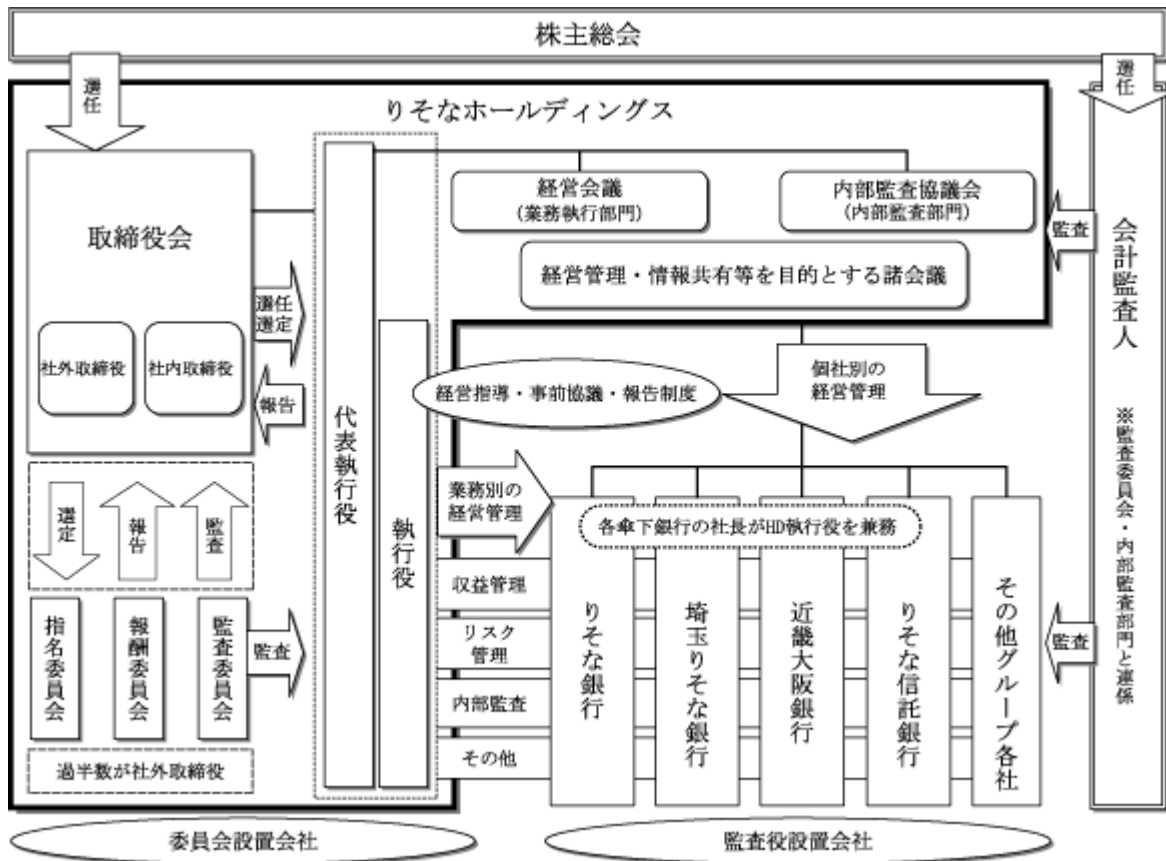 株主総会
選任
選任
りそなホールディングス
取締役会
社外取締役
社内取締役
選任
選定
報告
代表執行役
執行役
経営会議
(業務執行部門)
内部監査協議会
(内部監査部門)
経営管理・情報共有等を目的とする諸会議
監査
会計監査人
※監査委員会・内部監査部門と連係
経営指導・事前協議・報告制度
個社別の
経営管理
業務別の
経営管理
各傘下銀行の社長がHD執行役を兼務
選定
報告
監査
指名委員会
報酬委員会
監査委員会
監査
過半数が社外取締役
収益管理
リスク
管理
内部監査
その他
りそな銀行
埼玉りそな銀行
近畿大阪銀行
りそな信託銀行
その他グループ各社
監査
委員会設置会社
監査役設置会社